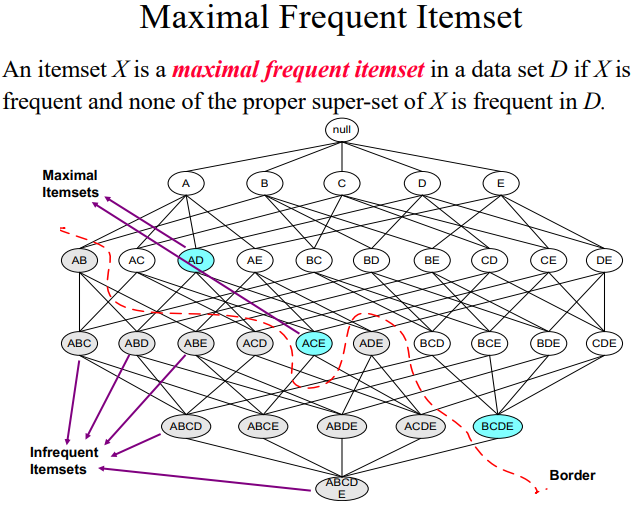 Maximal Frequent Itemset
An itemset X is a maximal frequent itemset in a data set D if X is
frequent and none of the proper super-set of X is frequent in D.
null
Maximal
Itemsets
A B C D E
AB AC AD AE BC BD BE CD CE DE
ABC ABD ABE ACD ACE ADE BCD BCE BDE CDE
ABCD ABCE ABDE ACDE BCDE
Infrequent
Itemsets
Border
ABCD
E